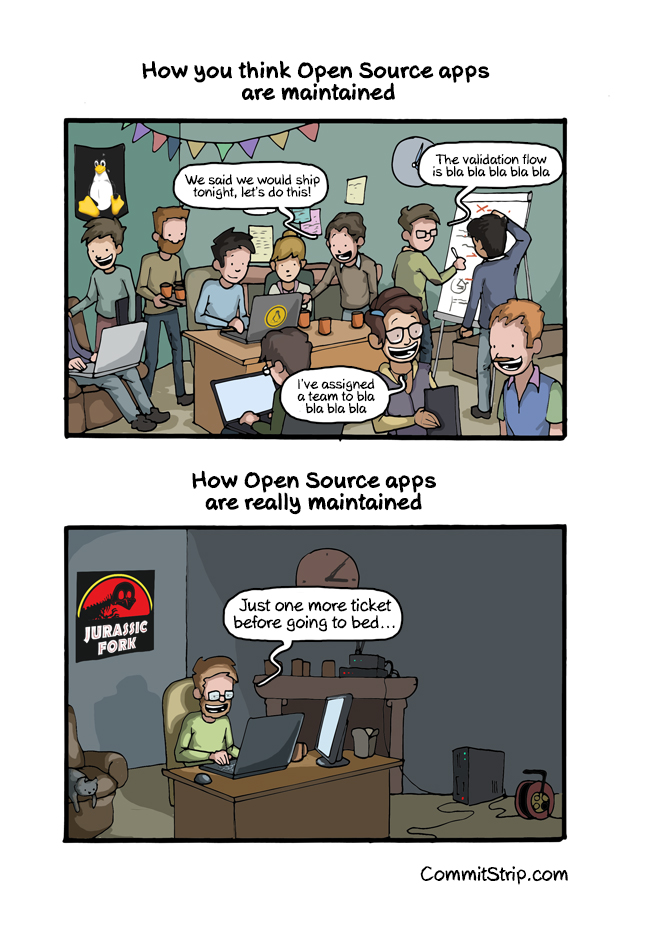 How you think Open Source apps
are maintained
We said we would ship
tonight, let's do this!
The validation flow
is bla bla bla bla bla
I've assigned
a team to bla
bla bla bla
How Open Source apps
are really maintained
JURASSIC
FORK
Just one more ticket
before going to bed...
CommitStrip.com